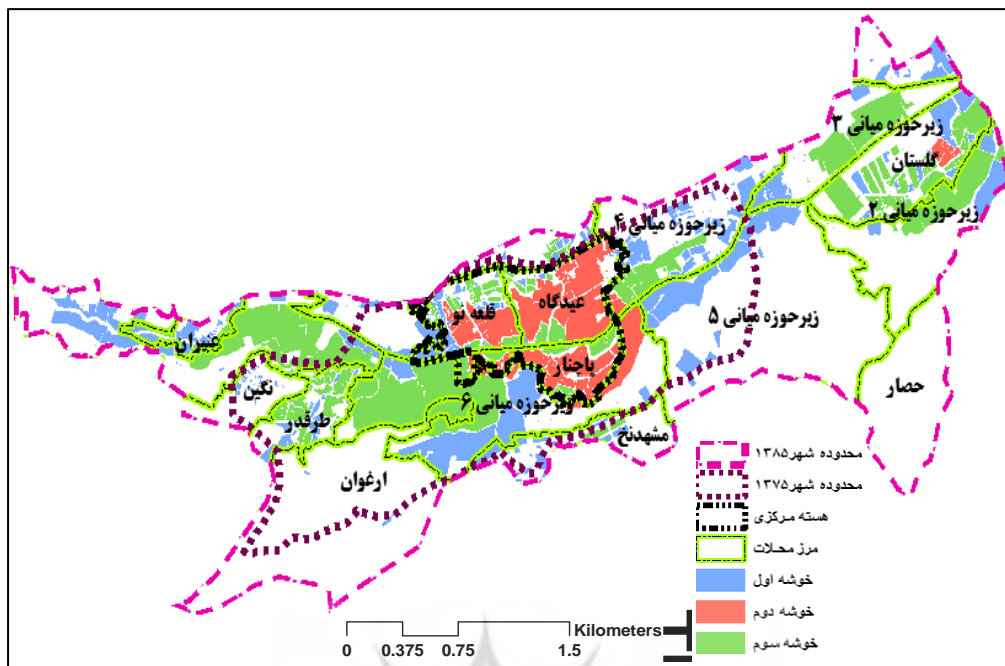 زیرحوزه میانی ۳
گلستان
زیرحوزه میانی ۲
زیرحوزه میانی ۴
عیدگاه
قلعه نو
زیرحوزه میانی ۵
عنبران
پاچنار
حصار
نگین
زیرحوزه میانی ۶
طرقدر
مشهدنخ
ارغوان
محدوده شهر۱۳۸۵
محدوده شهر۱۳۷۵
هسته مرکزی
مرز محلات
خوشه اول
خوشه دوم
خوشه سوم
Kilometers
0 0.375 0.75 1.5